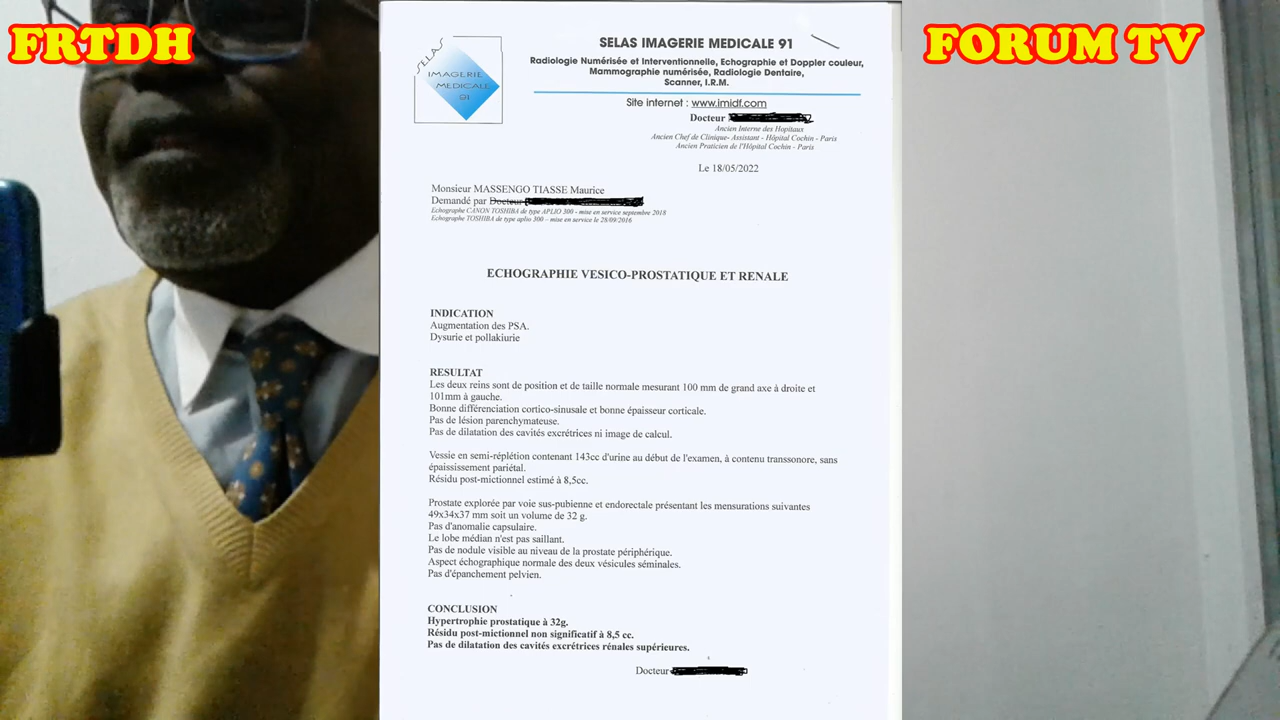 FRTDH
FORUM TV
SELAS
IMAGERIE
MEDICALE
91
SELAS IMAGERIE MEDICALE 91
Radiologie Numérisée et Interventionnelle, Echographie et Doppler couleur,
Mammographie numérisée, Radiologie Dentaire,
Scanner, I.R.M.
Site internet : www.imidf.com
Docteur
Ancien Interne des Hopitaus
Ancien Chef de Clinique- Assistant - Hôpital Cochin - Paris
Ancien Praticien de l'Hôpital Cochin - Paris
Le 18/05/2022
Monsieur MASSENGO TIASSE Maurice
Demandé par Docteur
Echographe CANON TOSHIBA de type APLIO 300 - mise en service septembre 2018
Echographe TOSHIBA de type aplio 300 – mise en service le 28/09/2016
ECHOGRAPHIE VESICO-PROSTATIQUE ET RENALE
INDICATION
Augmentation des PSA.
Dysurie et pollakiurie
RESULTAT
Les deux reins sont de position et de taille normale mesurant 100 mm de grand axe à droite et
101mm à gauche.
Bonne différenciation cortico-sinusale et bonne épaisseur corticale.
Pas de lésion parenchymateuse.
Pas de dilatation des cavités excrétrices ni image de calcul.
Vessie en semi-réplétion contenant 143cc d'urine au début de l'examen, à contenu transsonore, sans
épaississement pariétal.
Résidu post-mictionnel estimé à 8,5cc.
Prostate explorée par voie sus-pubienne et endorectale présentant les mensurations suivantes
49x34x37 mm soit un volume de 32 g.
Pas d'anomalie capsulaire.
Le lobe médian n'est pas saillant.
Pas de nodule visible au niveau de la prostate périphérique.
Aspect échographique normale des deux vésicules séminales.
Pas d'épanchement pelvien.
CONCLUSION
Hypertrophie prostatique à 32g.
Résidu post-mictionnel non significatif à 8,5 cc.
Pas de dilatation des cavités excrétrices rénales supérieures.
Docteur